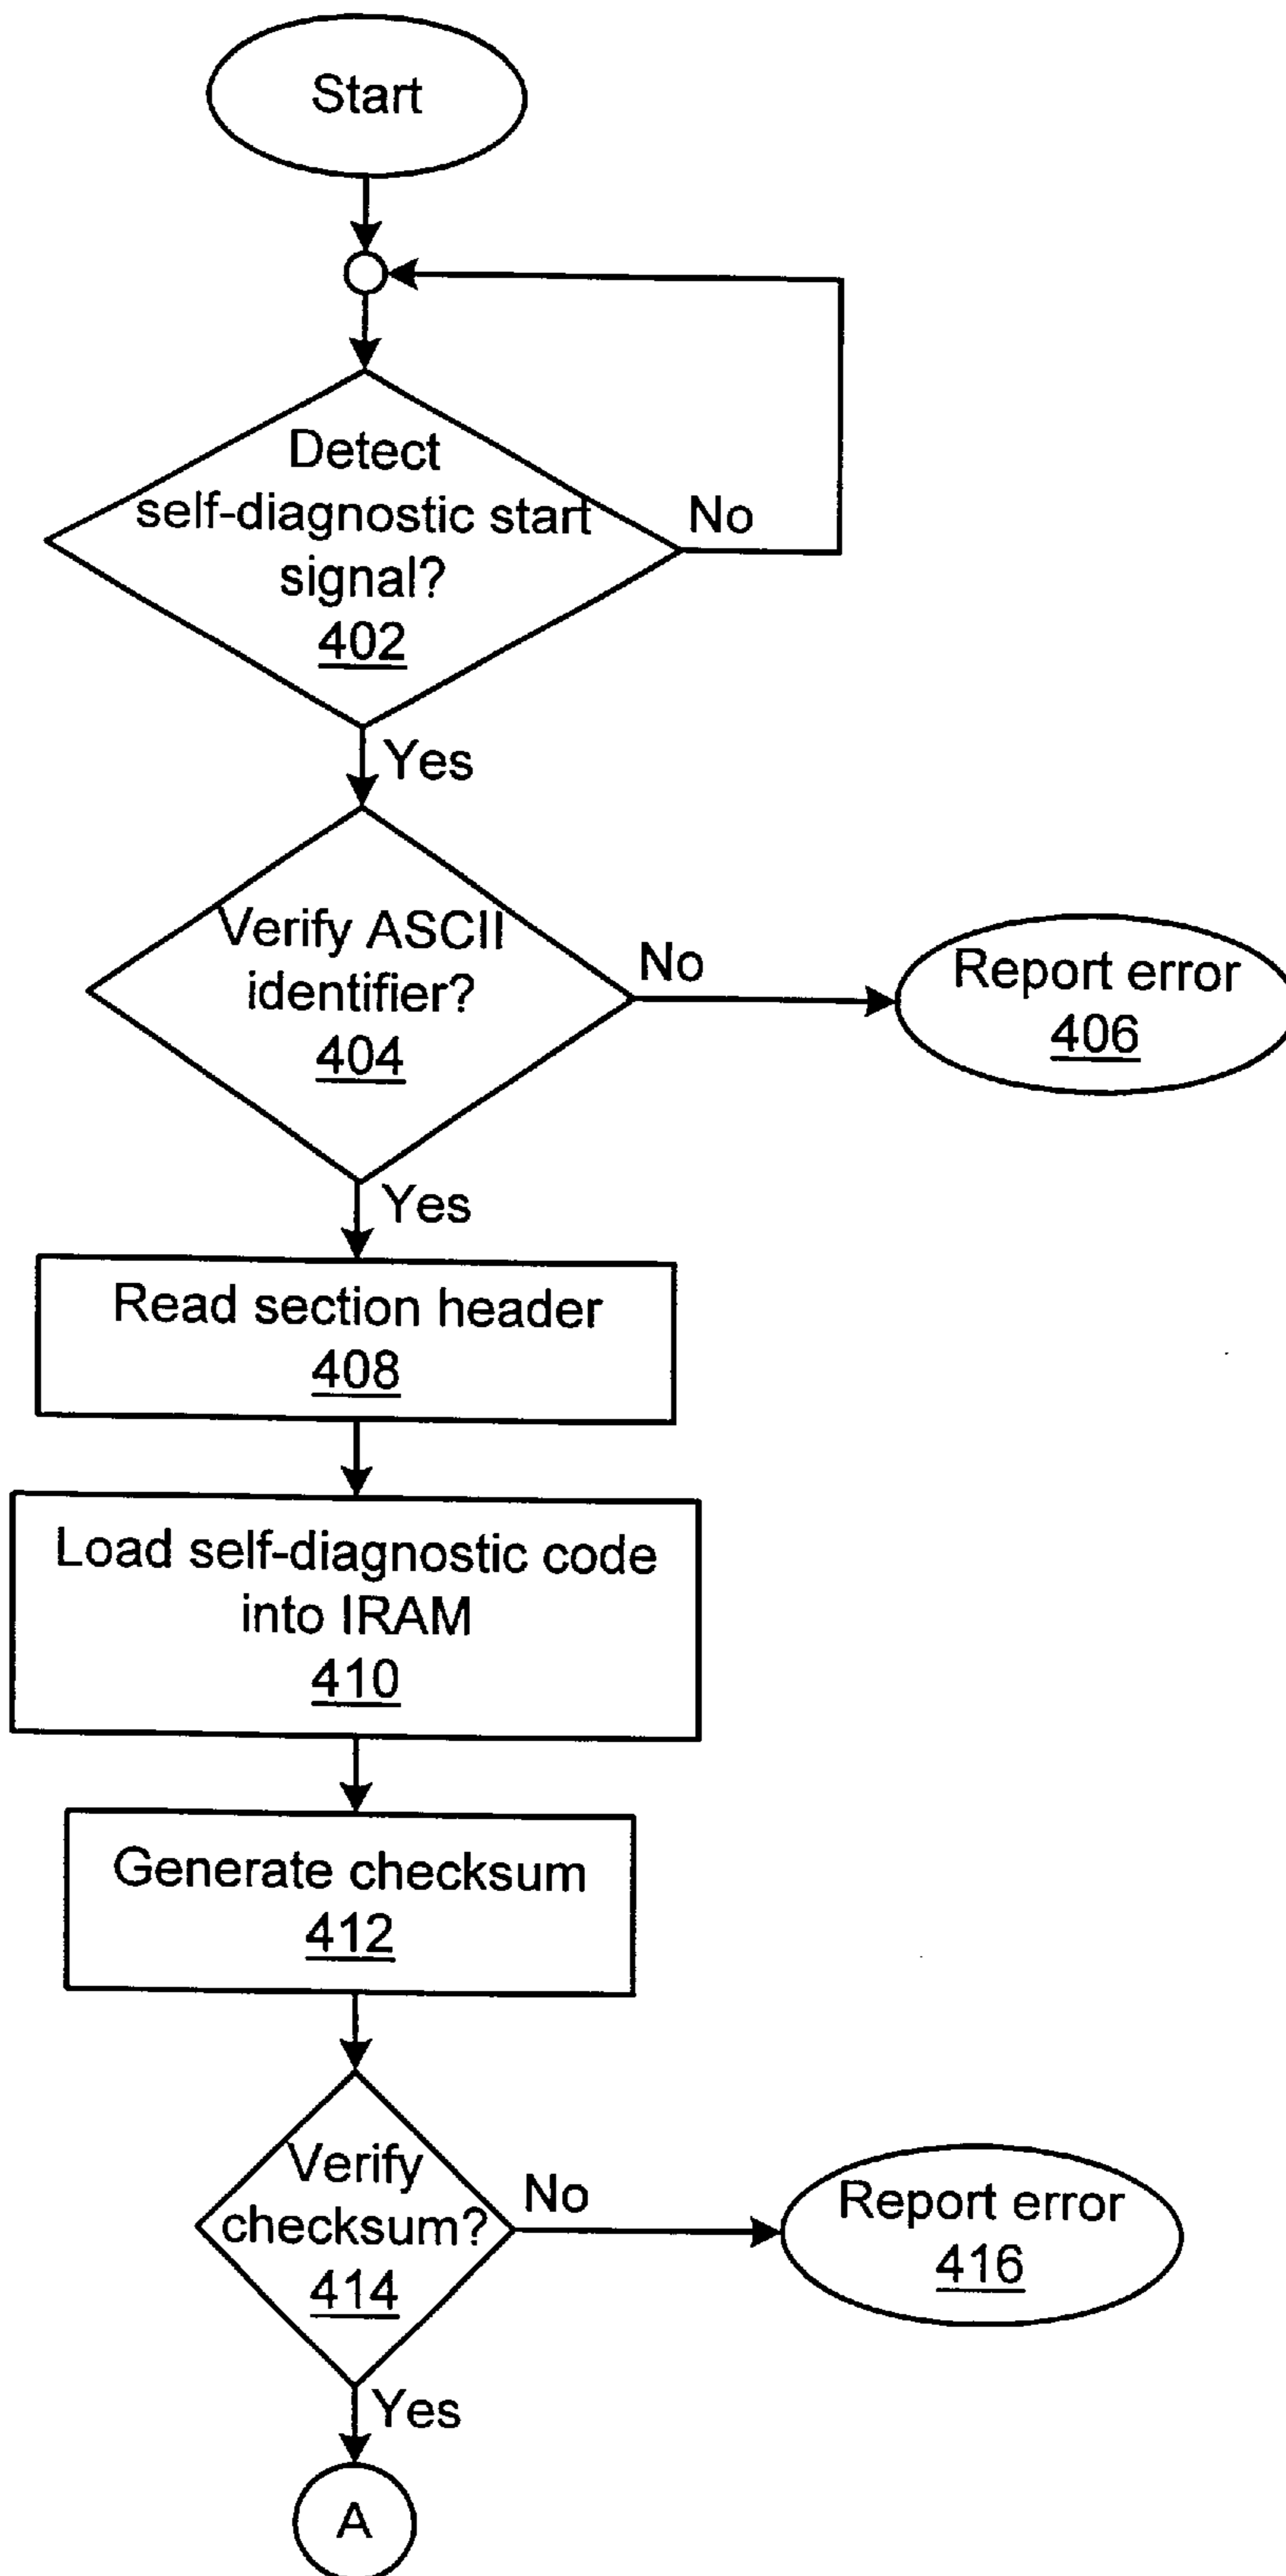 Start
Detect
self-diagnostic start
signal?
402
No
Yes
Verify ASCII
identifier?
404
No
Report error
406
Yes
Read section header
408
Load self-diagnostic code
into IRAM
410
Generate checksum
412
Verify
checksum?
414
No
Report error
416
Yes
A